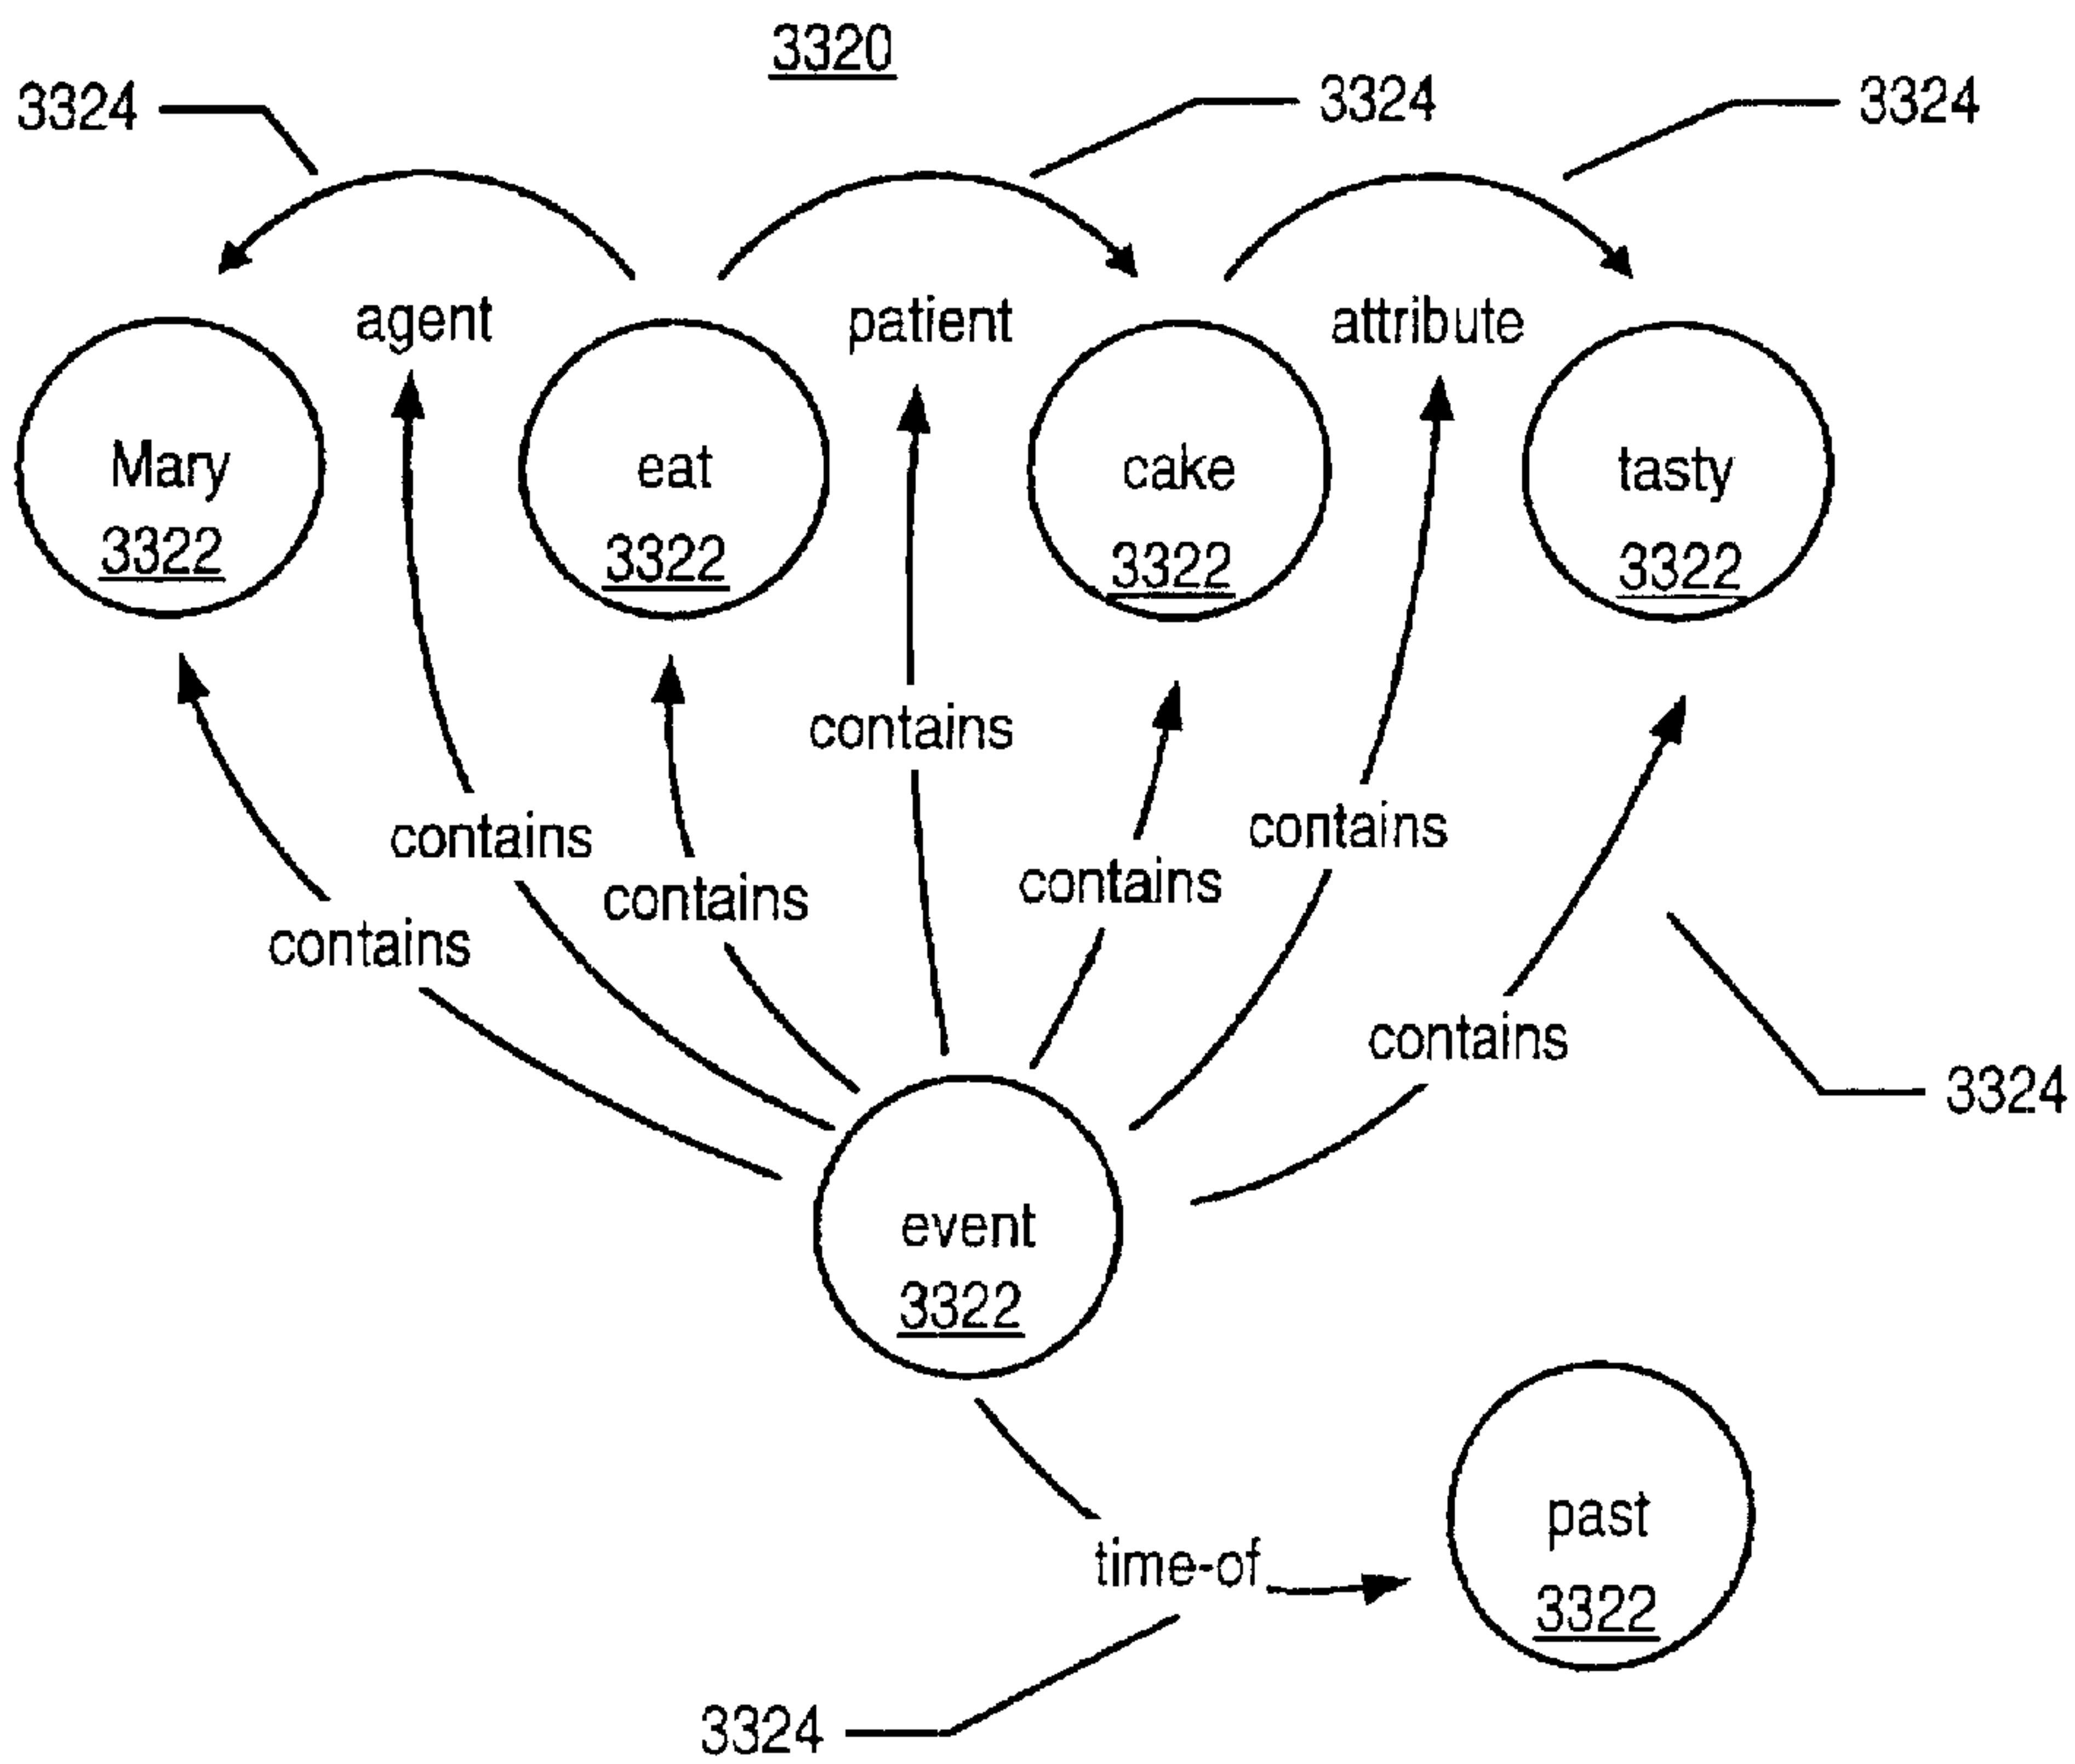 3320
3324
3324
3324
agent
patient
attribute
Mary
3322
eat
3322
cake
3322
tasty
3322
contains
contains
contains
contains
contains
contains
contains
3324
event
3322
time-of
past
3322
3324